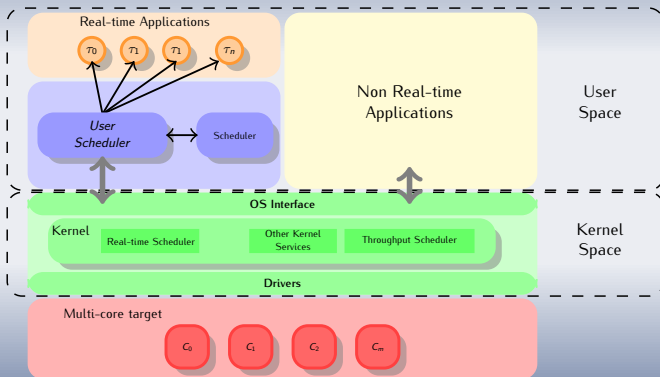 Real-time Applications
τ0 τ1 τ1 τn
User
Scheduler
Scheduler
Non Real-time
Applications
User
Space
OS Interface
Kernel
Real-time Scheduler
Other Kernel
Services
Throughput Scheduler
Kernel
Space
Drivers
Multi-core target
C0 C1 C2 Cm